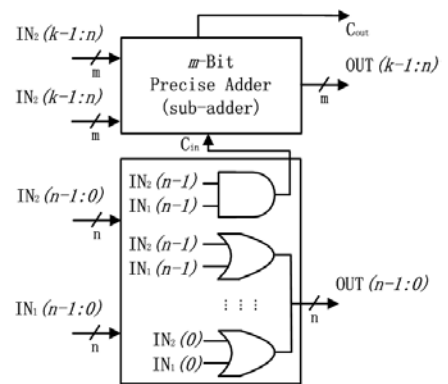 IN₂(k-1:n)
m
IN₂(k-1:n)
m
m-Bit
Precise Adder
(sub-adder)
Cout
OUT(k-1:n)
m
Cin
IN₂(n-1:0)
n
IN₁(n-1:0)
n
IN₂(n-1)
IN₁(n-1)
IN₂(n-1)
IN₁(n-1)
⋮ ⋮ ⋮
IN₂(0)
IN₁(0)
OUT(n-1:0)
n